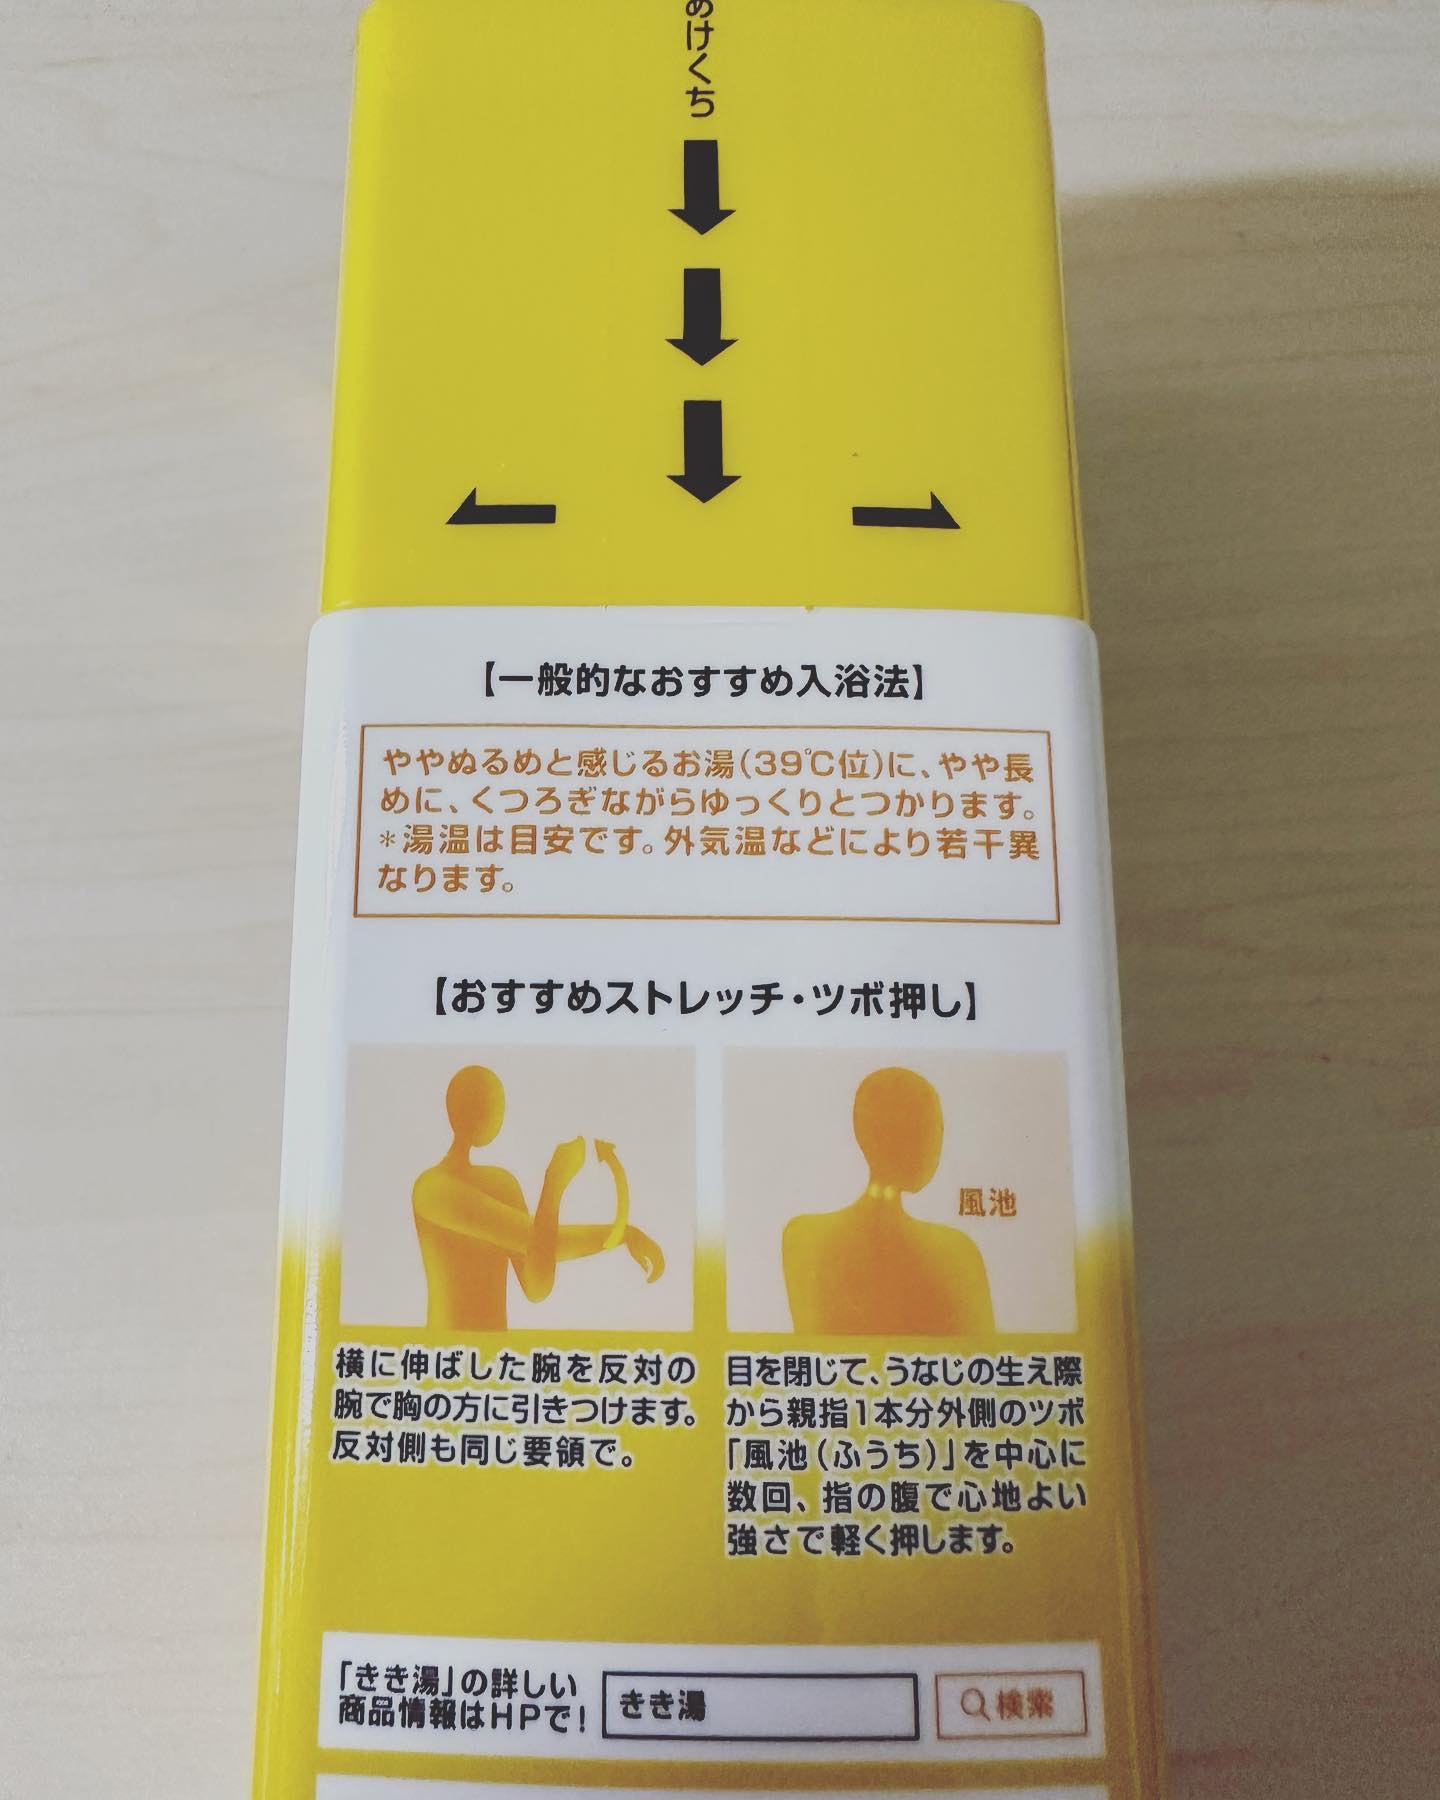 あけくち
【一般的なおすすめ入浴法】
ややぬるめと感じるお湯(39℃位)に、やや長
めに、くつろぎながらゆっくりとつかります。
＊湯温は目安です。外気温などにより若干異
なります。
【おすすめストレッチ・ツボ押し】
風池
横に伸ばした腕を反対の
腕で胸の方に引きつけます。
反対側も同じ要領で。
目を閉じて、うなじの生え際
から親指1本分外側のツボ
「風池(ふうち)」を中心に
数回、指の腹で心地よい
強さで軽く押します。
「きき湯」の詳しい
商品情報はHPで!
きき湯
検索